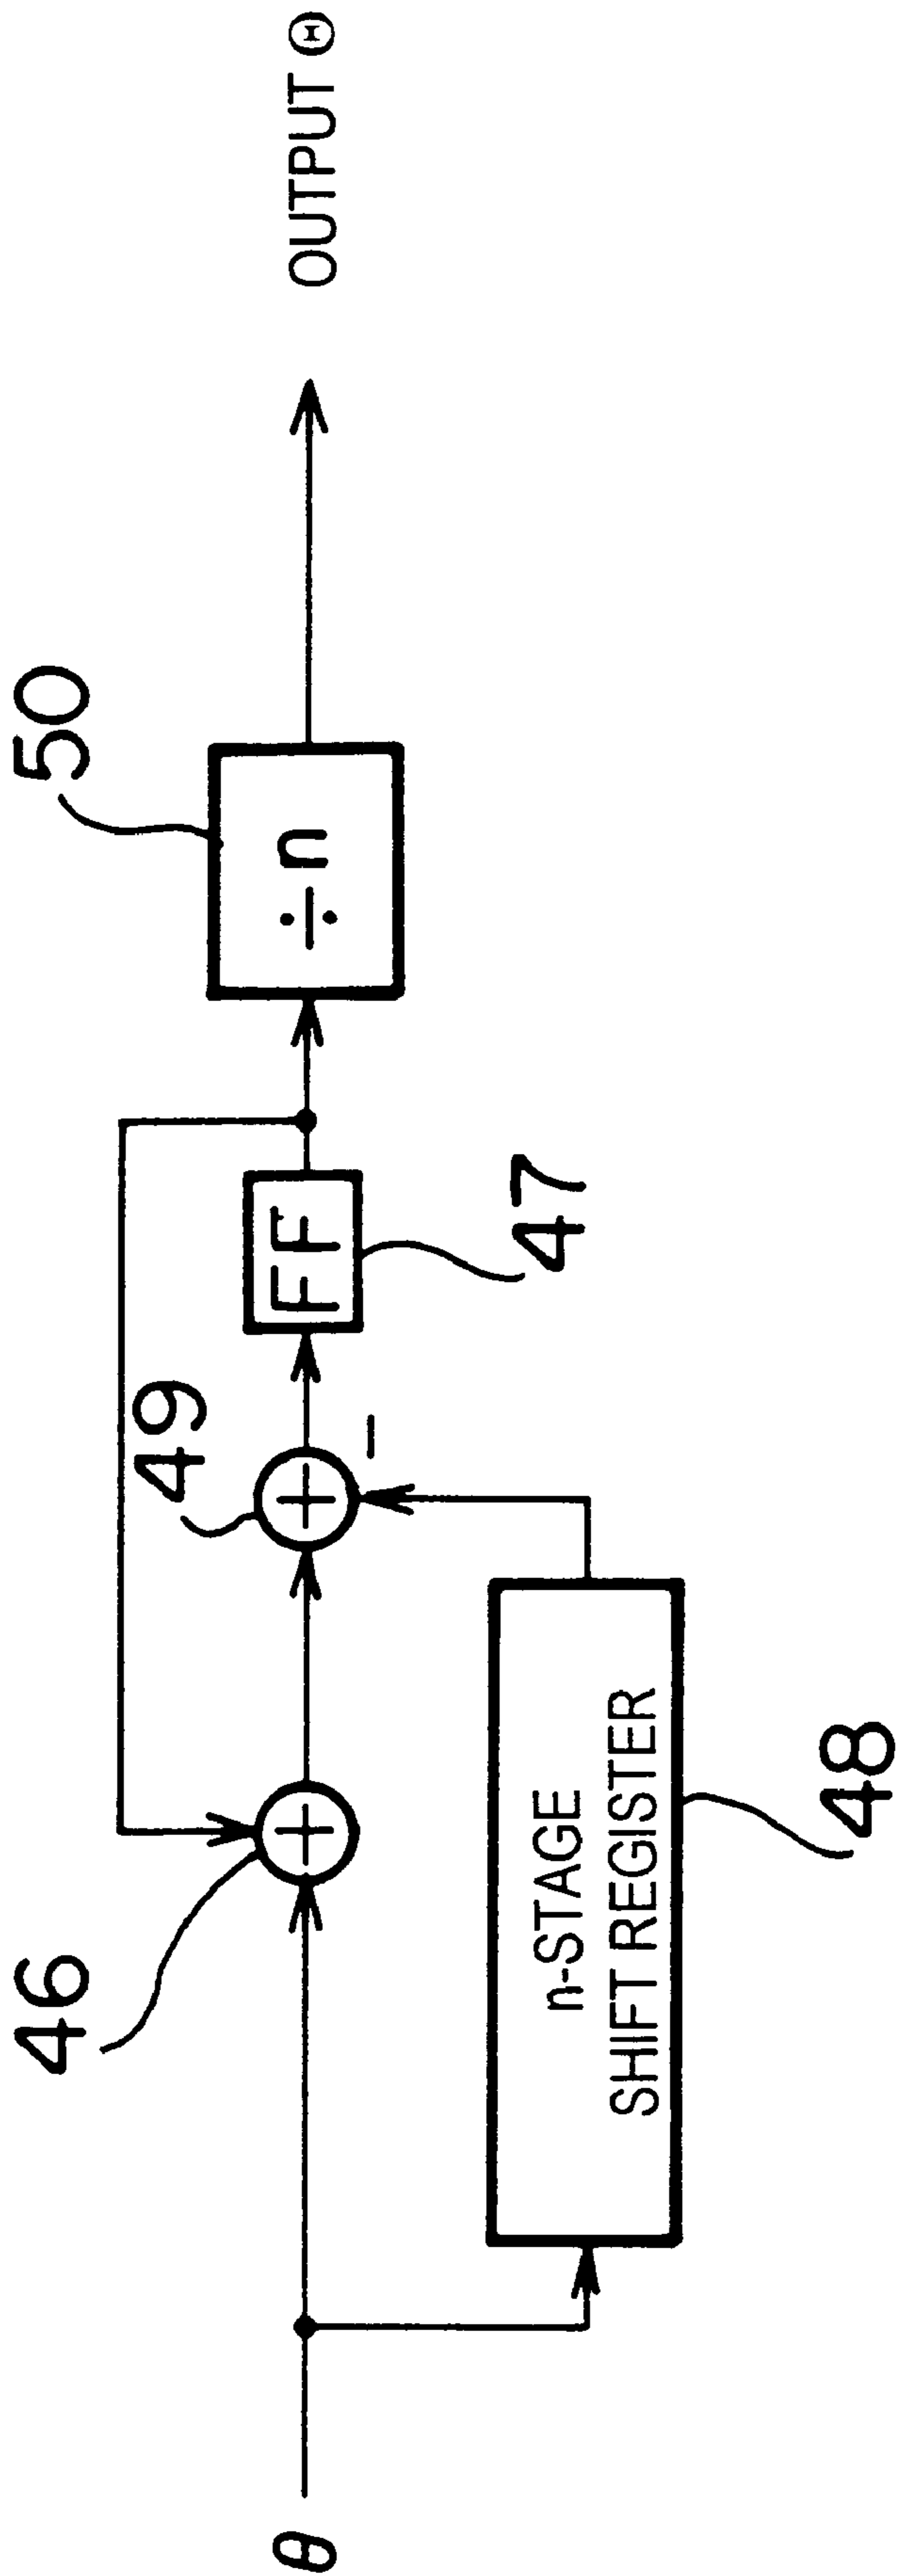 θ
46
49
FF
47
÷n
50
OUTPUT Θ
n-STAGE
SHIFT REGISTER
48
+
+
−